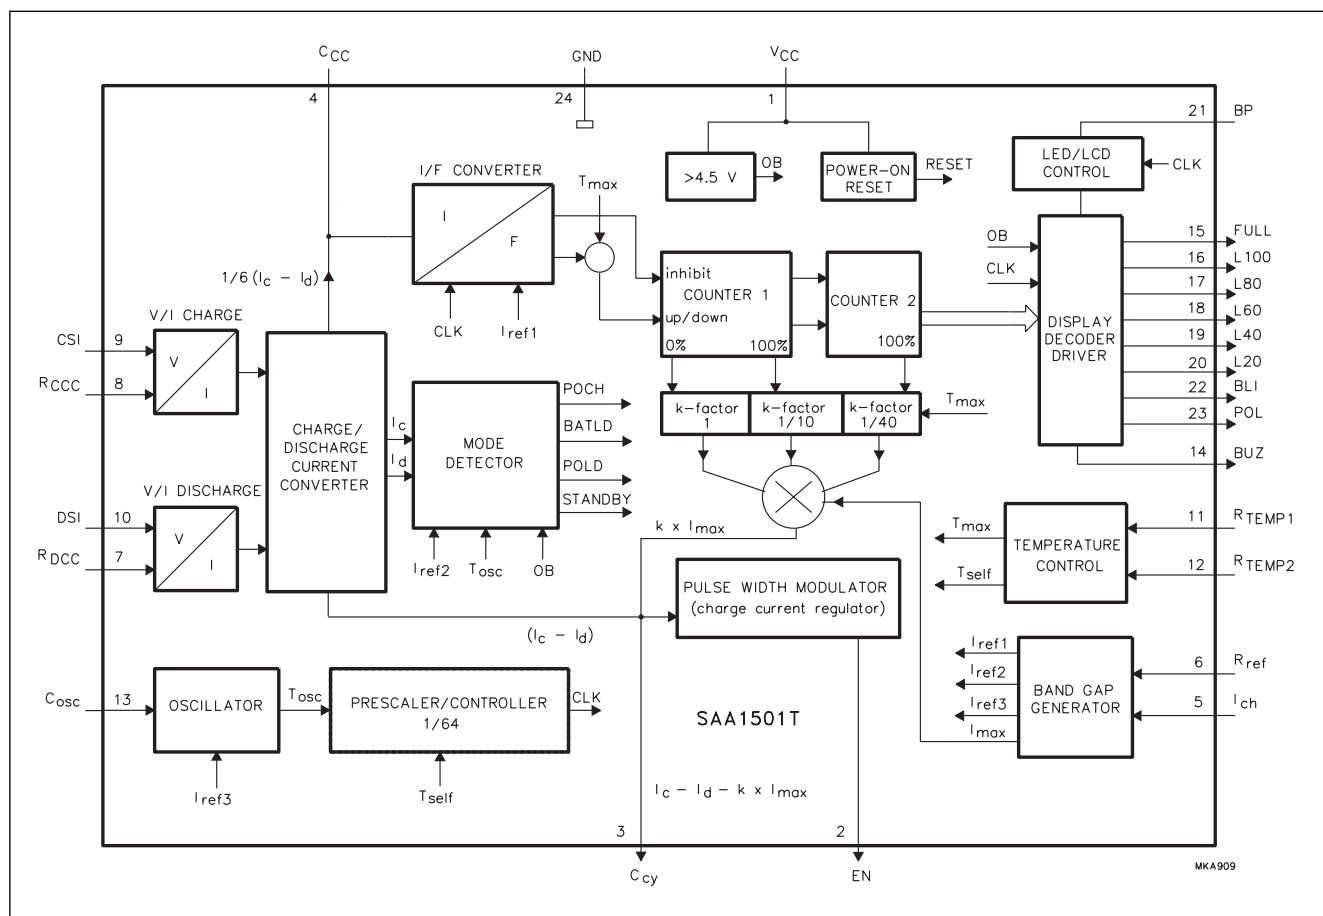 CCC
GND
VCC
4
24
1
21
BP
LED/LCD
CONTROL
CLK
>4.5 V
OB
POWER-ON
RESET
RESET
I/F CONVERTER
I
F
Tmax
CLK
Iref1
1/6 (Ic - Id)
inhibit
COUNTER 1
up/down
0%
100%
COUNTER 2
100%
OB
CLK
DISPLAY
DECODER
DRIVER
15
FULL
16
L100
17
L80
18
L60
19
L40
20
L20
22
BLI
23
POL
14
BUZ
V/I CHARGE
CSI
9
RCCC
8
V
I
CHARGE/
DISCHARGE
CURRENT
CONVERTER
Ic
Id
MODE
DETECTOR
POCH
BATLD
POLD
STANDBY
Iref2
Tosc
OB
k-factor
1
k-factor
1/10
k-factor
1/40
Tmax
V/I DISCHARGE
DSI
10
RDCC
7
V
I
k x Imax
(Ic - Id)
PULSE WIDTH MODULATOR
(charge current regulator)
Tmax
Tself
TEMPERATURE
CONTROL
11
RTEMP1
12
RTEMP2
Iref1
Iref2
Iref3
Imax
BAND GAP
GENERATOR
6
Rref
5
Ich
Cosc
13
OSCILLATOR
Iref3
Tosc
PRESCALER/CONTROLLER
1/64
CLK
Tself
SAA1501T
Ic - Id - k x Imax
3
2
Ccy
EN
MKA909